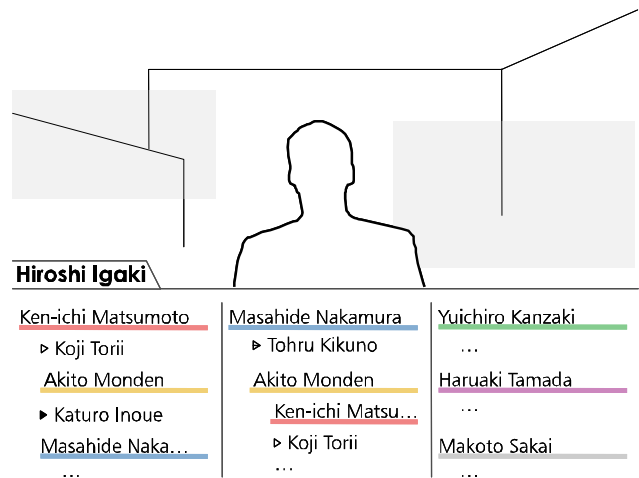 Hiroshi Igaki
Ken-ichi Matsumoto
Koji Torii
Akito Monden
Katuro Inoue
Masahide Naka...
...
Masahide Nakamura
Tohru Kikuno
Akito Monden
Ken-ichi Matsu...
Koji Torii
...
Yuichiro Kanzaki
...
Haruaki Tamada
...
Makoto Sakai
...